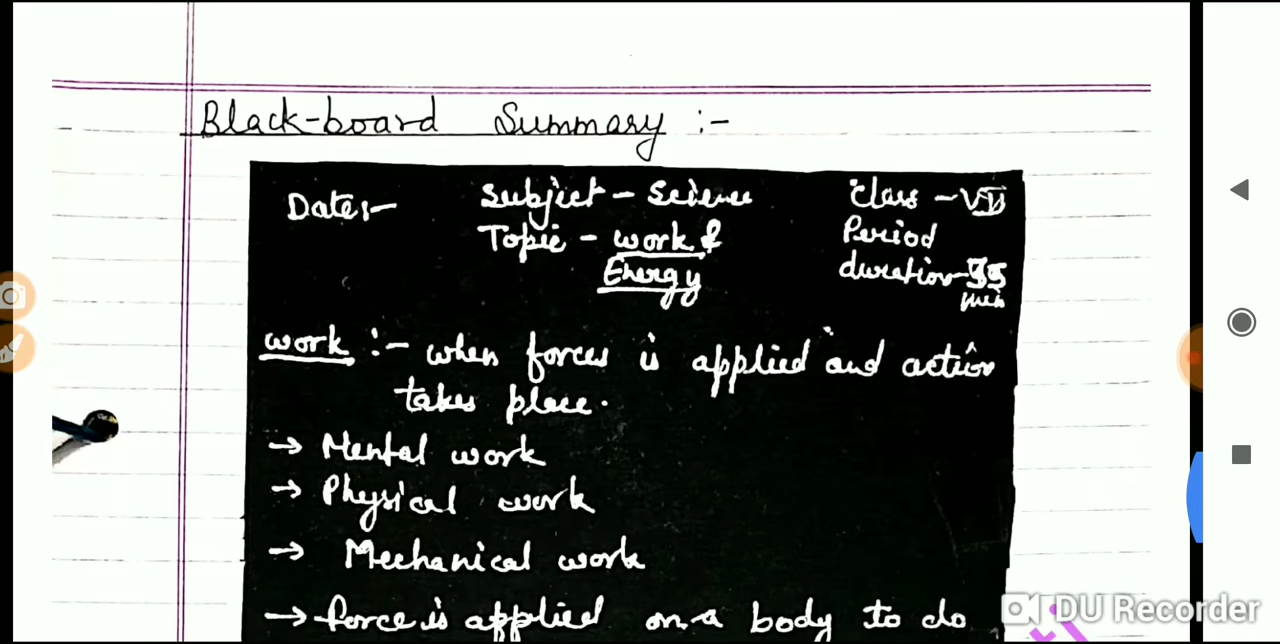 Black-board Summary :-
Date:- Subject - Science Class - VII
Topic - work & Period
Energy duration - 35
min
work :- when forces is applied and action
takes place.
→ Mental work
→ Physical work
→ Mechanical work
→ force is applied on a body to do
DU Recorder